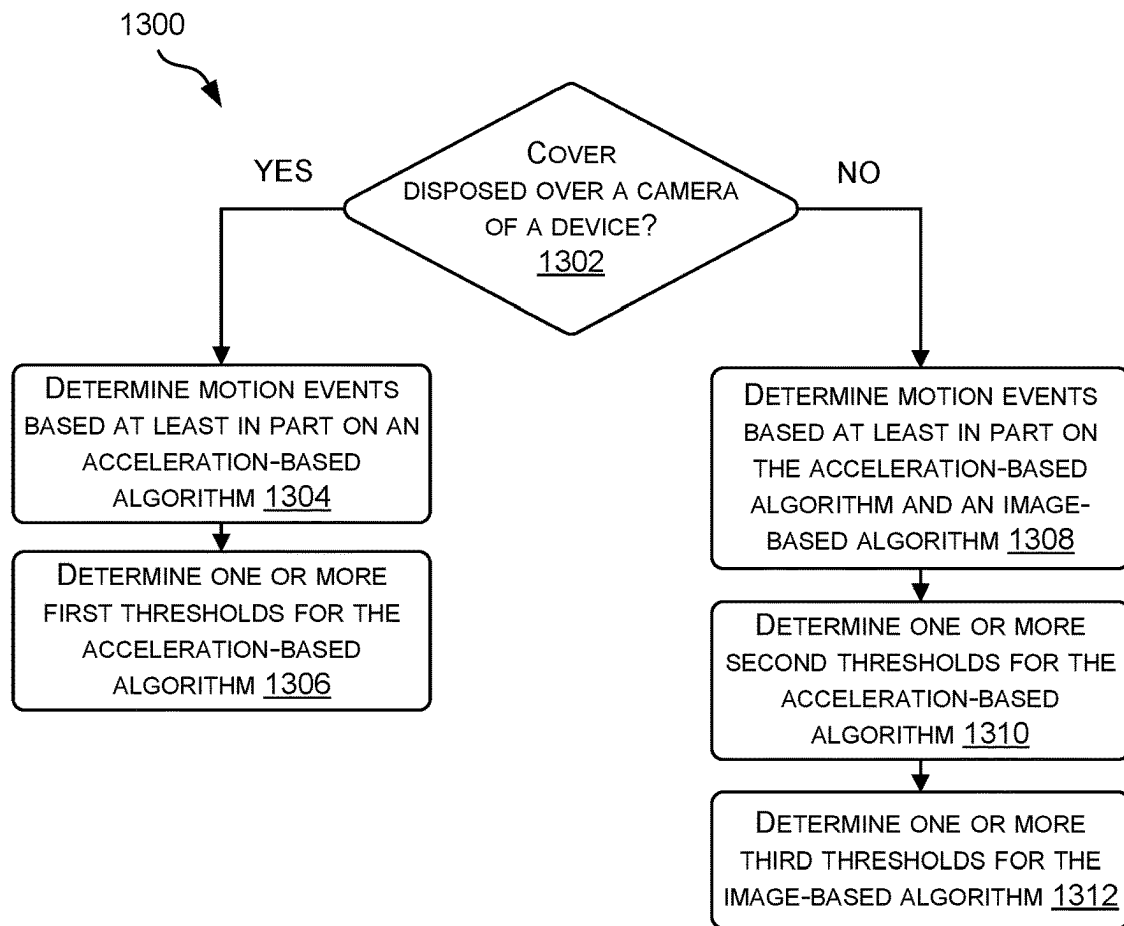 1300
YES
COVER
DISPOSED OVER A CAMERA
OF A DEVICE?
1302
NO
DETERMINE MOTION EVENTS
BASED AT LEAST IN PART ON AN
ACCELERATION-BASED
ALGORITHM 1304
DETERMINE ONE OR MORE
FIRST THRESHOLDS FOR THE
ACCELERATION-BASED
ALGORITHM 1306
DETERMINE MOTION EVENTS
BASED AT LEAST IN PART ON
THE ACCELERATION-BASED
ALGORITHM AND AN IMAGE-
BASED ALGORITHM 1308
DETERMINE ONE OR MORE
SECOND THRESHOLDS FOR THE
ACCELERATION-BASED
ALGORITHM 1310
DETERMINE ONE OR MORE
THIRD THRESHOLDS FOR THE
IMAGE-BASED ALGORITHM 1312